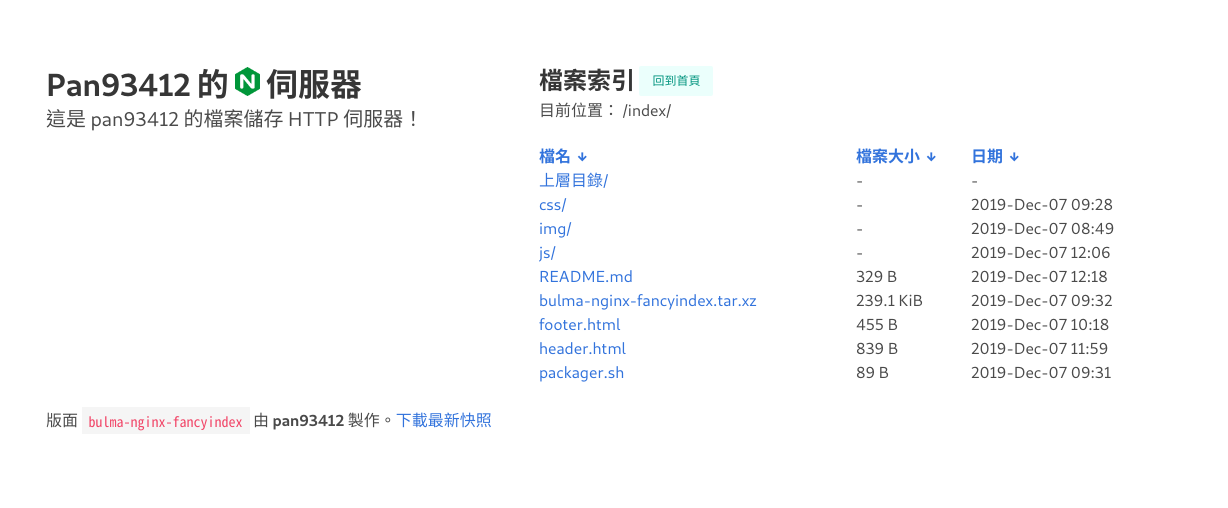 Pan93412 的 伺服器
這是 pan93412 的檔案儲存 HTTP 伺服器！
檔案索引 回到首頁
目前位置： /index/
檔名 ↓ 檔案大小 ↓ 日期 ↓
上層目錄/ - -
css/ - 2019-Dec-07 09:28
img/ - 2019-Dec-07 08:49
js/ - 2019-Dec-07 12:06
README.md 329 B 2019-Dec-07 12:18
bulma-nginx-fancyindex.tar.xz 239.1 KiB 2019-Dec-07 09:32
footer.html 455 B 2019-Dec-07 10:18
header.html 839 B 2019-Dec-07 11:59
packager.sh 89 B 2019-Dec-07 09:31
版面 bulma-nginx-fancyindex 由 pan93412 製作。下載最新快照